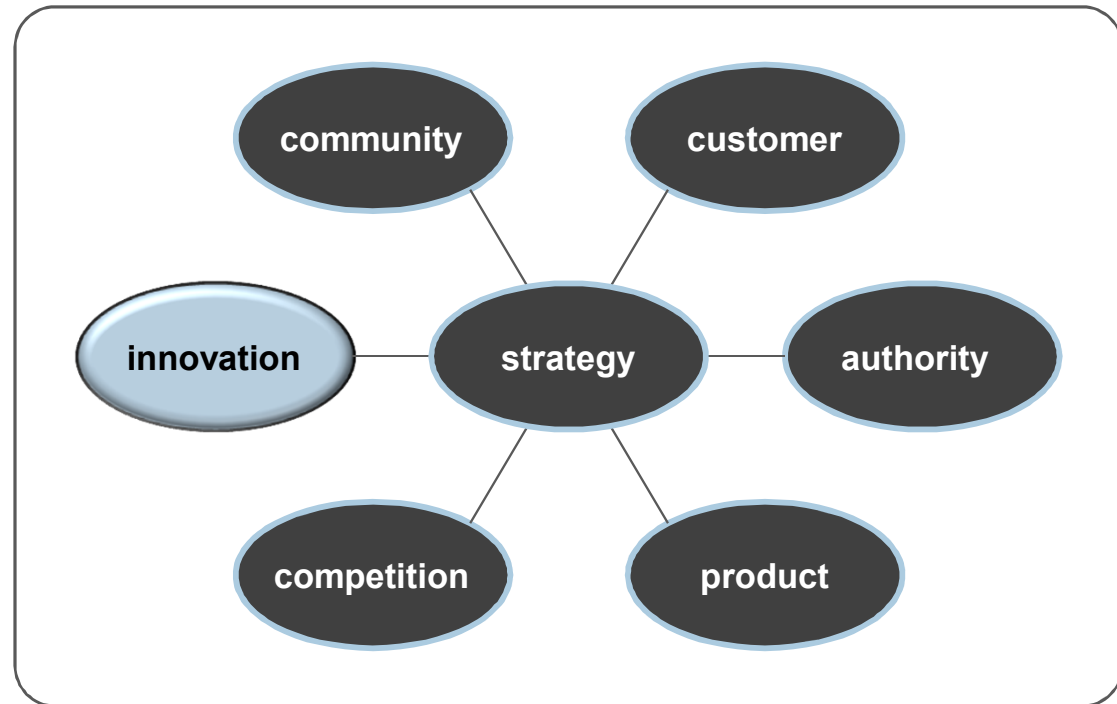 community
customer
innovation
strategy
authority
competition
product